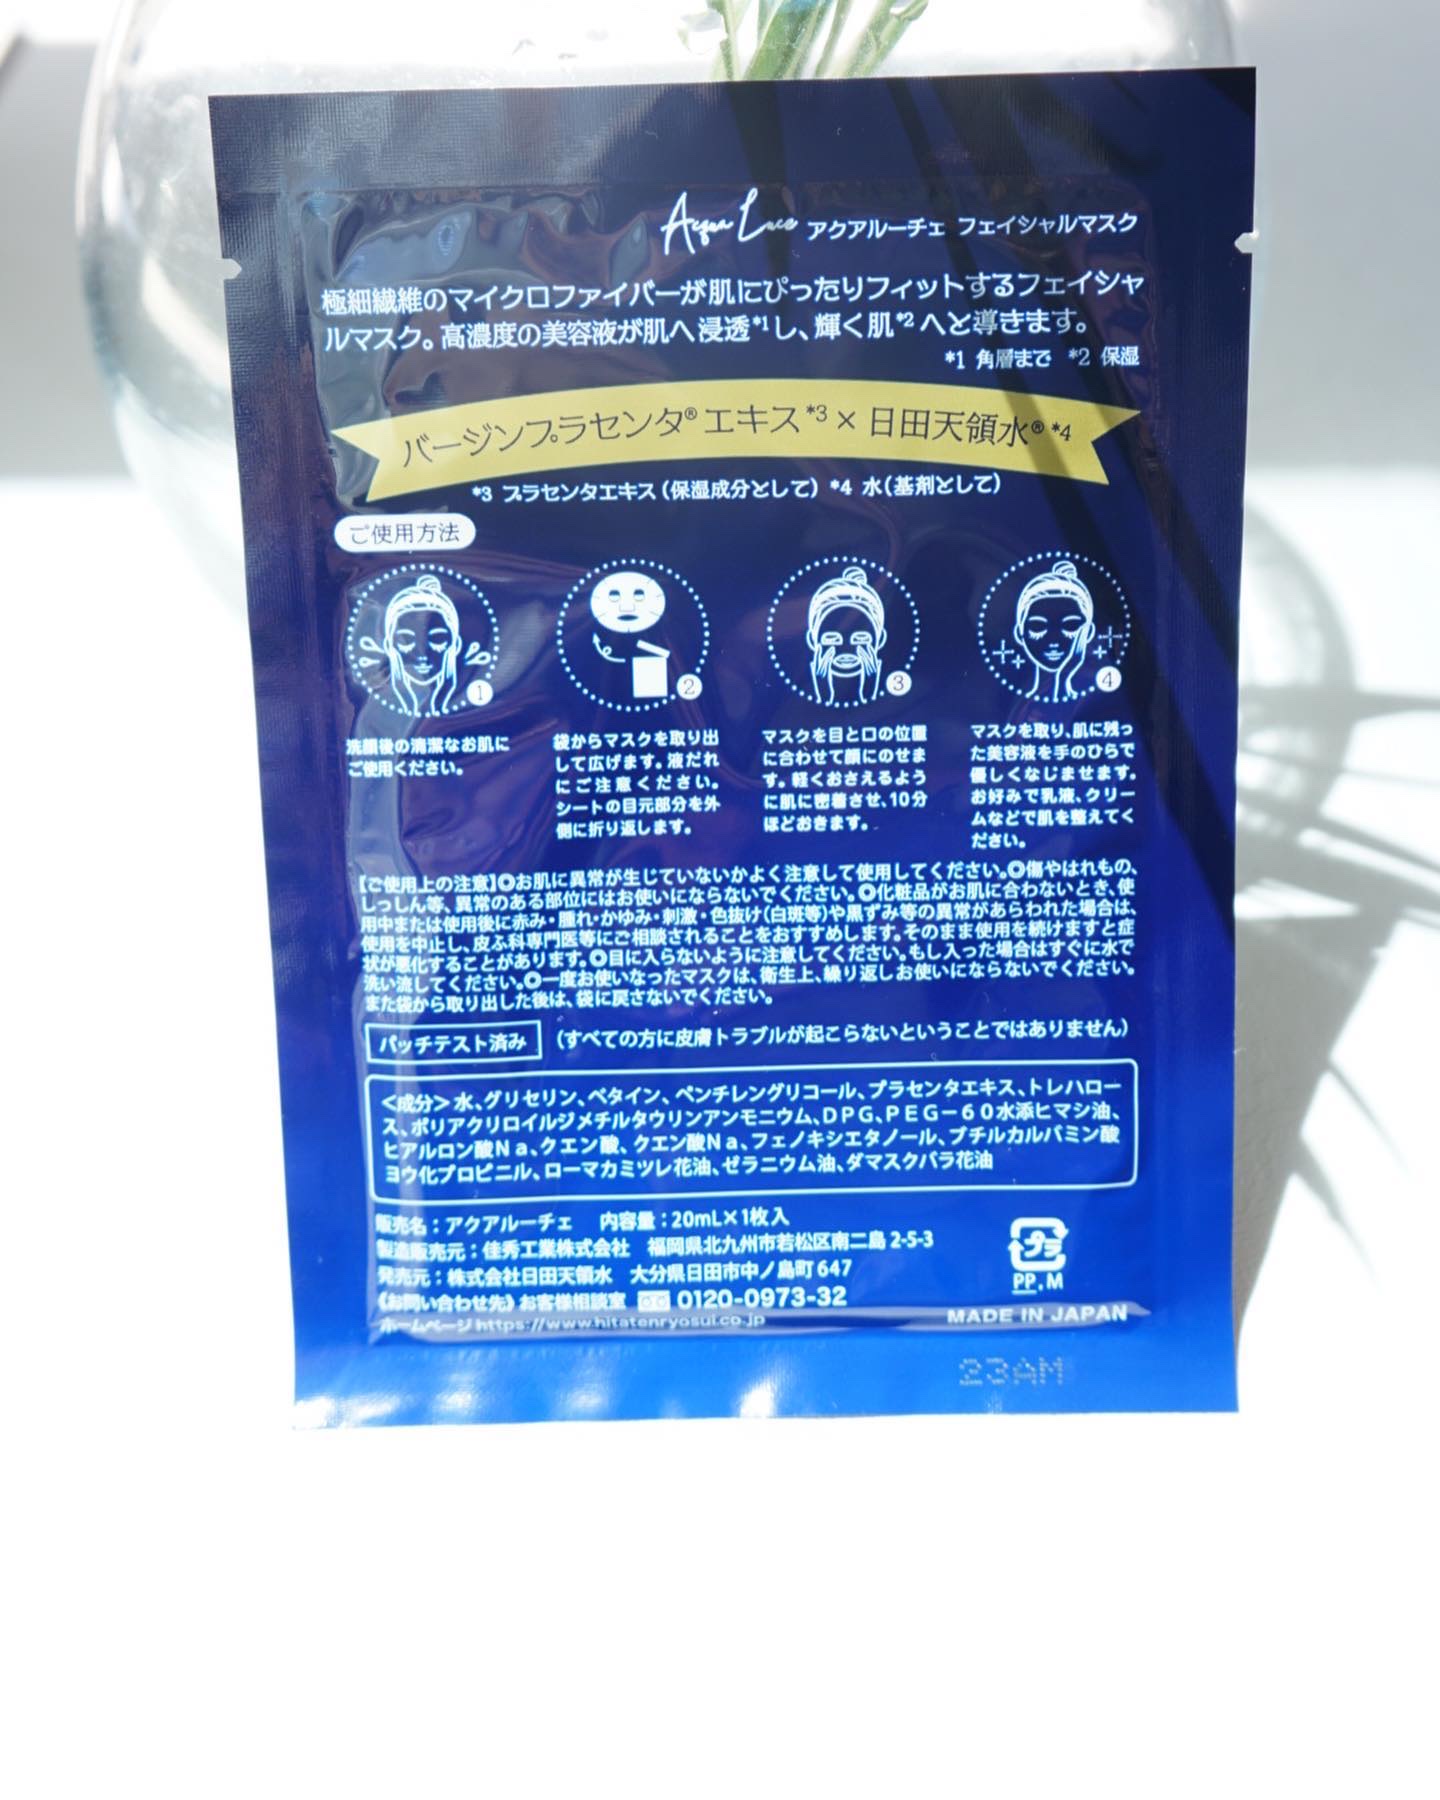 Acqua Luce アクアルーチェ フェイシャルマスク
極細繊維のマイクロファイバーが肌にぴったりフィットするフェイシャ
ルマスク。高濃度の美容液が肌へ浸透*1し、輝く肌*2へと導きます。
*1 角層まで *2 保湿
バージンプラセンタ®エキス*3×日田天領水®*4
*3 プラセンタエキス(保湿成分として) *4 水(基剤として)
ご使用方法
1
洗顔後の清潔なお肌に
ご使用ください。
2
袋からマスクを取り出
して広げます。液だれ
にご注意ください。
シートの目元部分を外
側に折り返します。
3
マスクを目と口の位置
に合わせて顔にのせま
す。軽くおさえるよう
に肌に密着させ、10分
ほどおきます。
4
マスクを取り、肌に残っ
た美容液を手のひらで
優しくなじませます。
お好みで乳液、クリー
ムなどで肌を整えてく
ださい。
【ご使用上の注意】◎お肌に異常が生じていないかよく注意して使用してください。◎傷やはれもの、
しっしん等、異常のある部位にはお使いにならないでください。◎化粧品がお肌に合わないとき、使
用中または使用後に赤み・腫れ・かゆみ・刺激・色抜け(白斑等)や黒ずみ等の異常があらわれた場合は、
使用を中止し、皮ふ科専門医等にご相談されることをおすすめします。そのまま使用を続けますと症
状が悪化することがあります。◎目に入らないように注意してください。もし入った場合はすぐに水で
洗い流してください。◎一度お使いなったマスクは、衛生上、繰り返しお使いにならないでください。
また袋から取り出した後は、袋に戻さないでください。
パッチテスト済み (すべての方に皮膚トラブルが起こらないということではありません)
<成分>水、グリセリン、ベタイン、ペンチレングリコール、プラセンタエキス、トレハロー
ス、ポリアクリロイルジメチルタウリンアンモニウム、DPG、PEG-60水添ヒマシ油、
ヒアルロン酸Na、クエン酸、クエン酸Na、フェノキシエタノール、ブチルカルバミン酸
ヨウ化プロピニル、ローマカミツレ花油、ゼラニウム油、ダマスクバラ花油
販売名:アクアルーチェ 内容量:20mL×1枚入
製造販売元:佳秀工業株式会社 福岡県北九州市若松区南二島2-5-3
発売元:株式会社日田天領水 大分県日田市中ノ島町647
《お問い合わせ先》お客様相談室 0120-0973-32
ホームページ https://www.hitatenryosui.co.jp
プラ
PP,M
MADE IN JAPAN
23AM